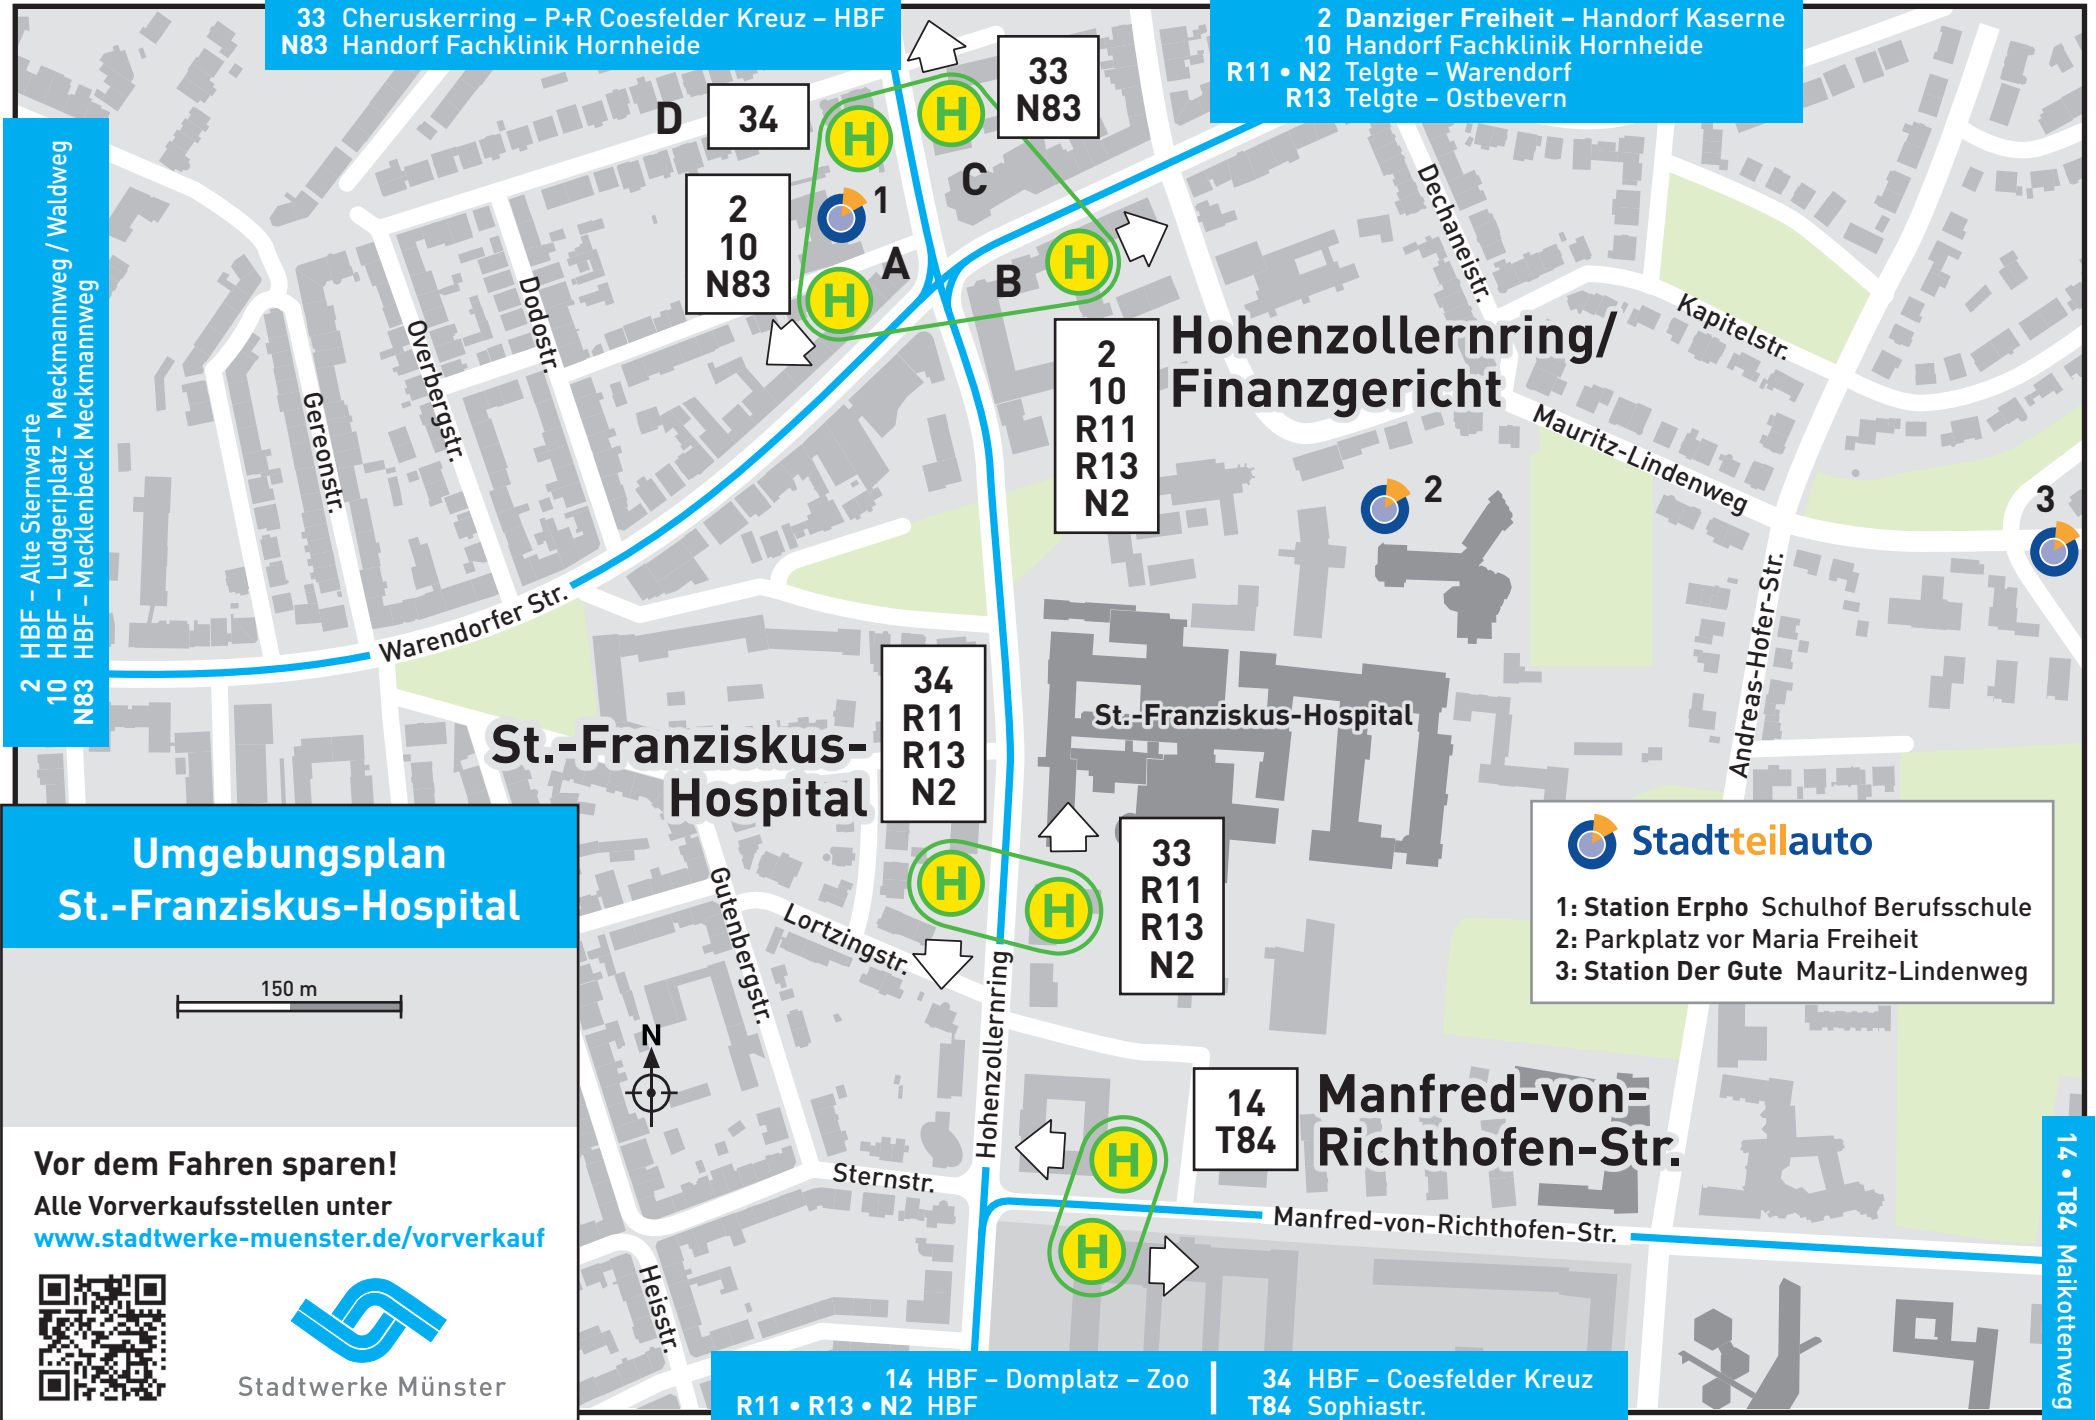 33 Cheruskerring – P+R Coesfelder Kreuz – HBF
N83 Handorf Fachklinik Hornheide
2 Danziger Freiheit – Handorf Kaserne
10 Handorf Fachklinik Hornheide
R11 • N2 Telgte – Warendorf
R13 Telgte – Ostbevern
2 HBF – Alte Sternwarte
10 HBF – Ludgeriplatz – Meckmannweg / Waldweg
N83 HBF – Mecklenbeck Meckmannweg
D
34
H
H
33
N83
C
1
2
10
N83
A
H
B
H
2
10
R11
R13
N2
Hohenzollernring/
Finanzgericht
Dechaneistr.
Kapitelstr.
Mauritz-Lindenweg
Dodostr.
Overbergstr.
Gereonstr.
Warendorfer Str.
2
3
Andreas-Hofer-Str.
34
R11
R13
N2
St.-Franziskus-
Hospital
St.-Franziskus-Hospital
H
H
33
R11
R13
N2
Gutenbergstr.
Lortzingstr.
Hohenzollernring
Stadtteilauto
1: Station Erpho Schulhof Berufsschule
2: Parkplatz vor Maria Freiheit
3: Station Der Gute Mauritz-Lindenweg
Umgebungsplan
St.-Franziskus-Hospital
150 m
N
14
T84
Manfred-von-
Richthofen-Str.
H
H
Sternstr.
Manfred-von-Richthofen-Str.
Heisstr.
Vor dem Fahren sparen!
Alle Vorverkaufsstellen unter
www.stadtwerke-muenster.de/vorverkauf
Stadtwerke Münster
14 HBF – Domplatz – Zoo
R11 • R13 • N2 HBF
34 HBF – Coesfelder Kreuz
T84 Sophiastr.
14 • T84 Maikottenweg